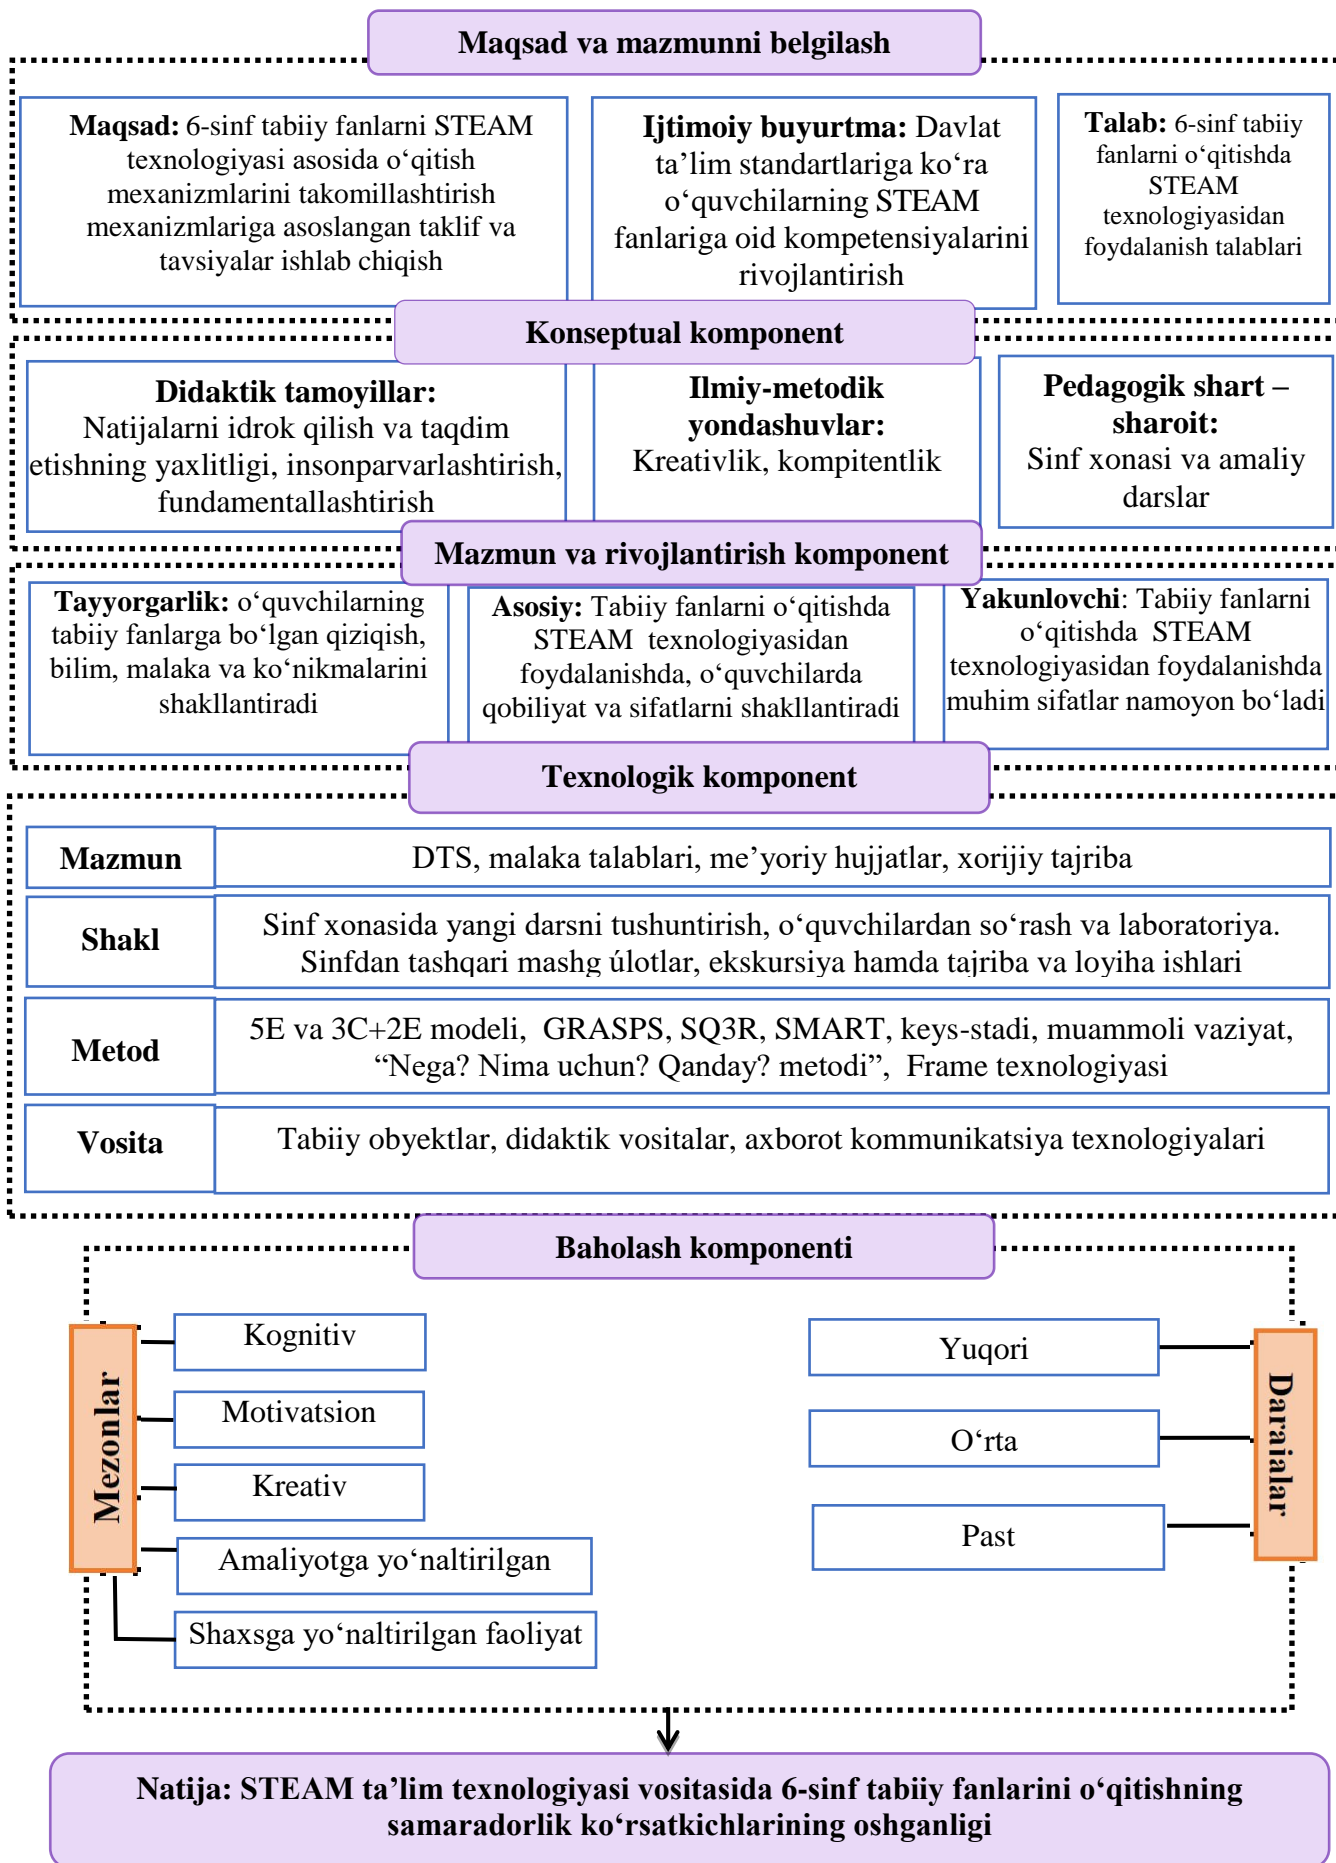 Maqsad va mazmunni belgilash
Maqsad: 6-sinf tabiiy fanlarni STEAM
texnologiyasi asosida o‘qitish
mexanizmlarini takomillashtirish
mexanizmlariga asoslangan taklif va
tavsiyalar ishlab chiqish
Ijtimoiy buyurtma: Davlat
ta’lim standartlariga ko‘ra
o‘quvchilarning STEAM
fanlariga oid kompetensiyalarini
rivojlantirish
Talab: 6-sinf tabiiy
fanlarni o‘qitishda
STEAM
texnologiyasidan
foydalanish talablari
Konseptual komponent
Didaktik tamoyillar:
Natijalarni idrok qilish va taqdim
etishning yaxlitligi, insonparvarlashtirish,
fundamentallashtirish
Ilmiy-metodik
yondashuvlar:
Kreativlik, kompitentlik
Pedagogik shart –
sharoit:
Sinf xonasi va amaliy
darslar
Mazmun va rivojlantirish komponent
Tayyorgarlik: o‘quvchilarning
tabiiy fanlarga bo‘lgan qiziqish,
bilim, malaka va ko‘nikmalarini
shakllantiradi
Asosiy: Tabiiy fanlarni o‘qitishda
STEAM texnologiyasidan
foydalanishda, o‘quvchilarda
qobiliyat va sifatlarni shakllantiradi
Yakunlovchi: Tabiiy fanlarni
o‘qitishda STEAM
texnologiyasidan foydalanishda
muhim sifatlar namoyon bo‘ladi
Texnologik komponent
Mazmun
DTS, malaka talablari, me’yoriy hujjatlar, xorijiy tajriba
Shakl
Sinf xonasida yangi darsni tushuntirish, o‘quvchilardan so‘rash va laboratoriya.
Sinfdan tashqari mashg úlotlar, ekskursiya hamda tajriba va loyiha ishlari
Metod
5E va 3C+2E modeli, GRASPS, SQ3R, SMART, keys-stadi, muammoli vaziyat,
“Nega? Nima uchun? Qanday? metodi”, Frame texnologiyasi
Vosita
Tabiiy obyektlar, didaktik vositalar, axborot kommunikatsiya texnologiyalari
Baholash komponenti
Mezonlar
Kognitiv
Motivatsion
Kreativ
Amaliyotga yo‘naltirilgan
Shaxsga yo‘naltirilgan faoliyat
Yuqori
O‘rta
Past
Darajalar
Natija: STEAM ta’lim texnologiyasi vositasida 6-sinf tabiiy fanlarini o‘qitishning
samaradorlik ko‘rsatkichlarining oshganligi